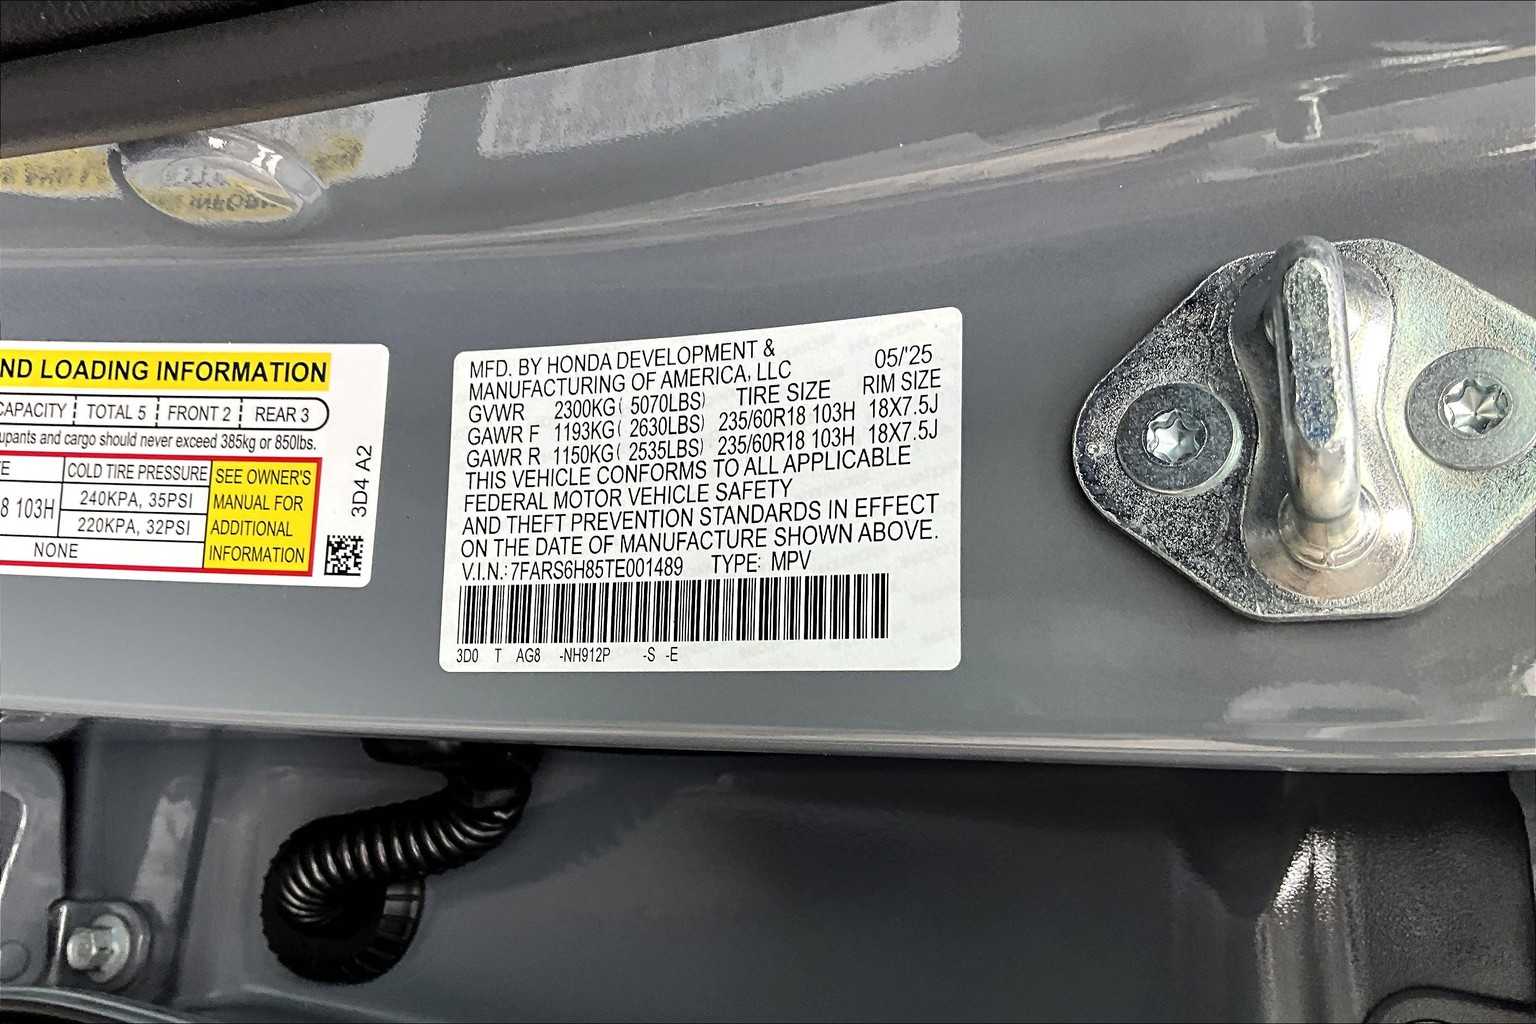 ND LOADING INFORMATION
CAPACITY TOTAL 5 FRONT 2 REAR 3
upants and cargo should never exceed 385kg or 850lbs.
E COLD TIRE PRESSURE
8 103H 240KPA, 35PSI
220KPA, 32PSI
NONE
SEE OWNER'S
MANUAL FOR
ADDITIONAL
INFORMATION
3D4 A2
MFD. BY HONDA DEVELOPMENT & 05/'25
MANUFACTURING OF AMERICA, LLC TIRE SIZE RIM SIZE
GVWR 2300KG( 5070LBS)
GAWR F 1193KG( 2630LBS) 235/60R18 103H 18X7.5J
GAWR R 1150KG( 2535LBS) 235/60R18 103H 18X7.5J
THIS VEHICLE CONFORMS TO ALL APPLICABLE
FEDERAL MOTOR VEHICLE SAFETY
AND THEFT PREVENTION STANDARDS IN EFFECT
ON THE DATE OF MANUFACTURE SHOWN ABOVE.
V.I.N.: 7FARS6H85TE001489 TYPE: MPV
3D0 T AG8 -NH912P -S -E